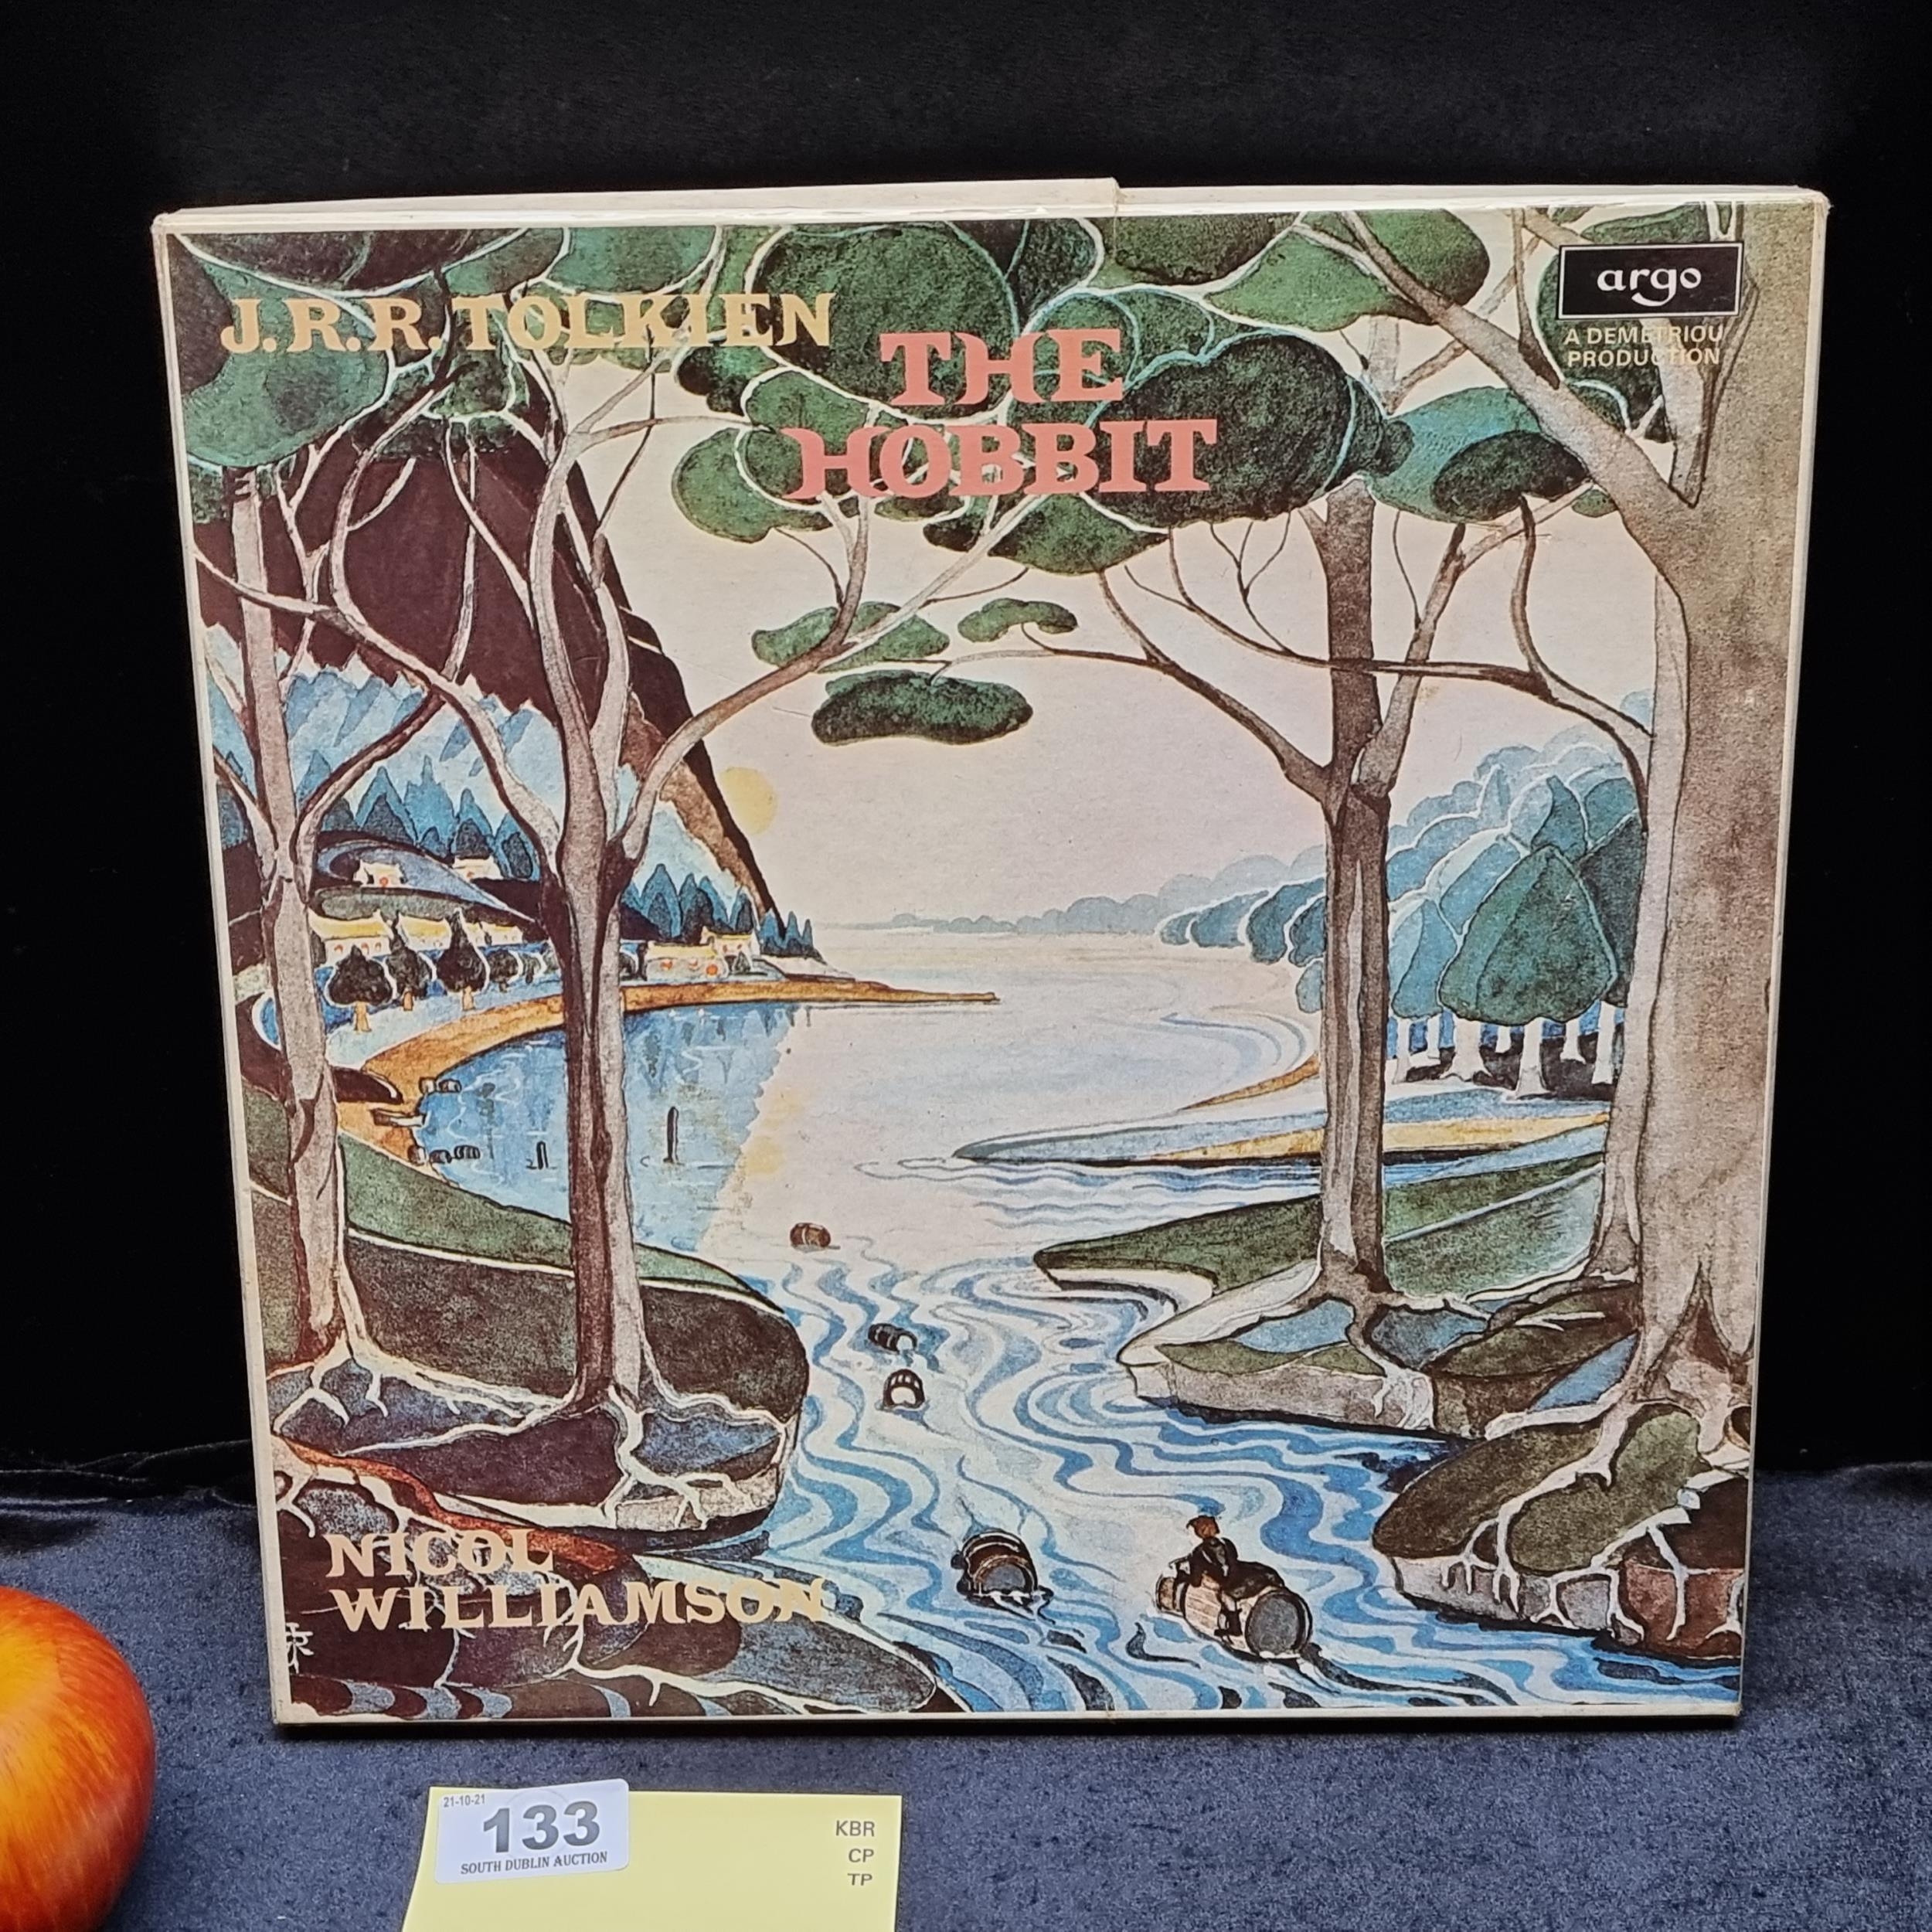 J.R.R. TOLKIEN
THE
HOBBIT
argo
A DEMETRIOU
PRODUCTION
NICOL
WILLIAMSON
21-10-21
133
SOUTH DUBLIN AUCTION
KBR
CP
TP